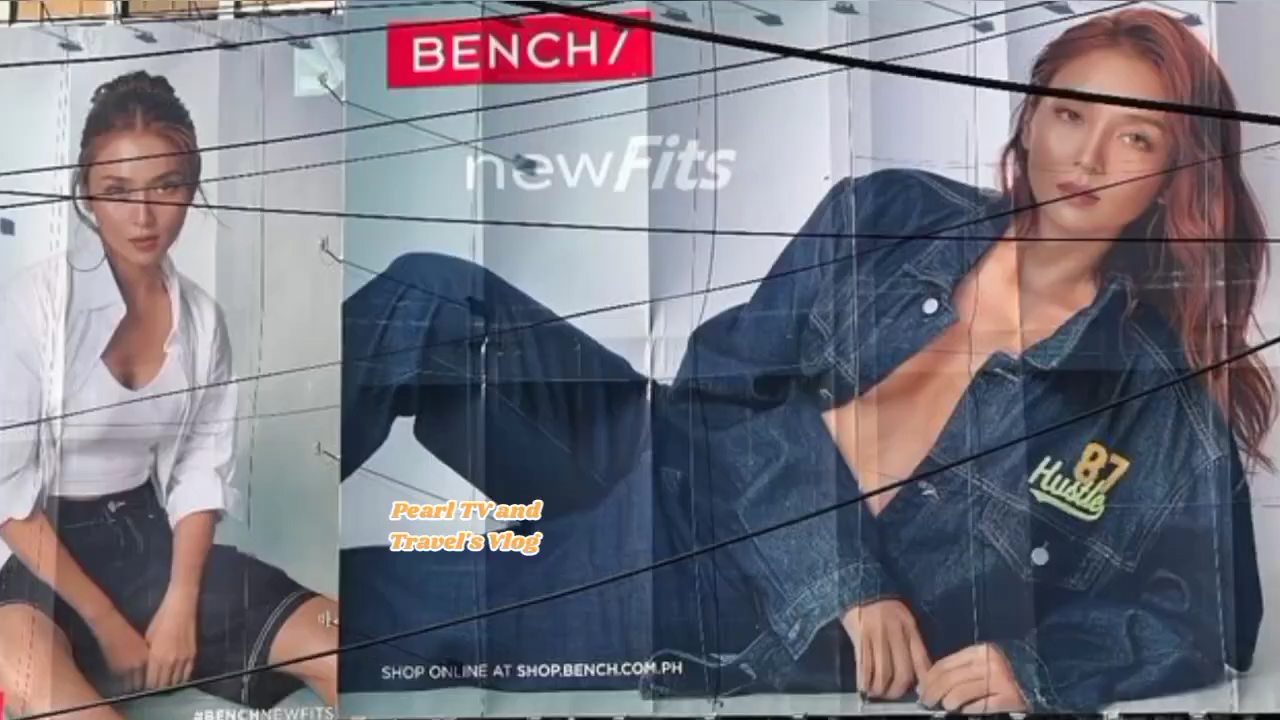 BENCH/
newFits
87
Hustle
Pearl TV and
Travel's Vlog
SHOP ONLINE AT SHOP.BENCH.COM.PH
#BENCHNEWFITS